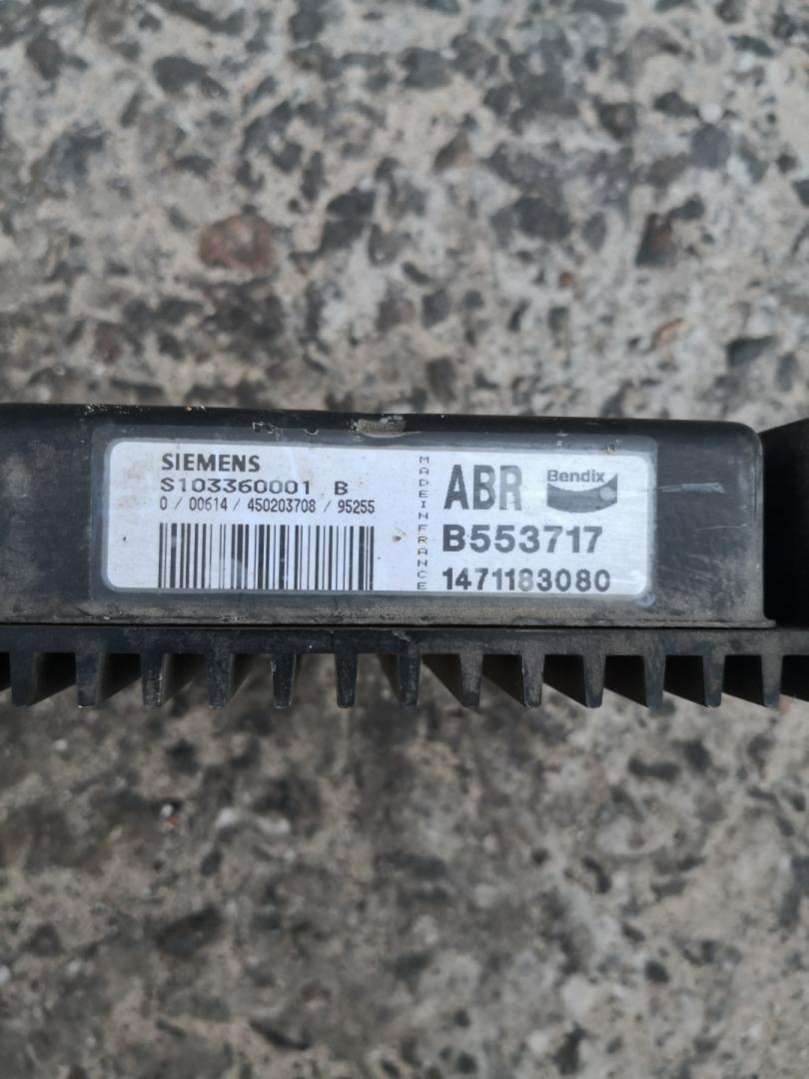 SIEMENS
S103360001 B
0 / 00614 / 450203708 / 95255
MADE IN FRANCE
ABR Bendix
B553717
1471183080